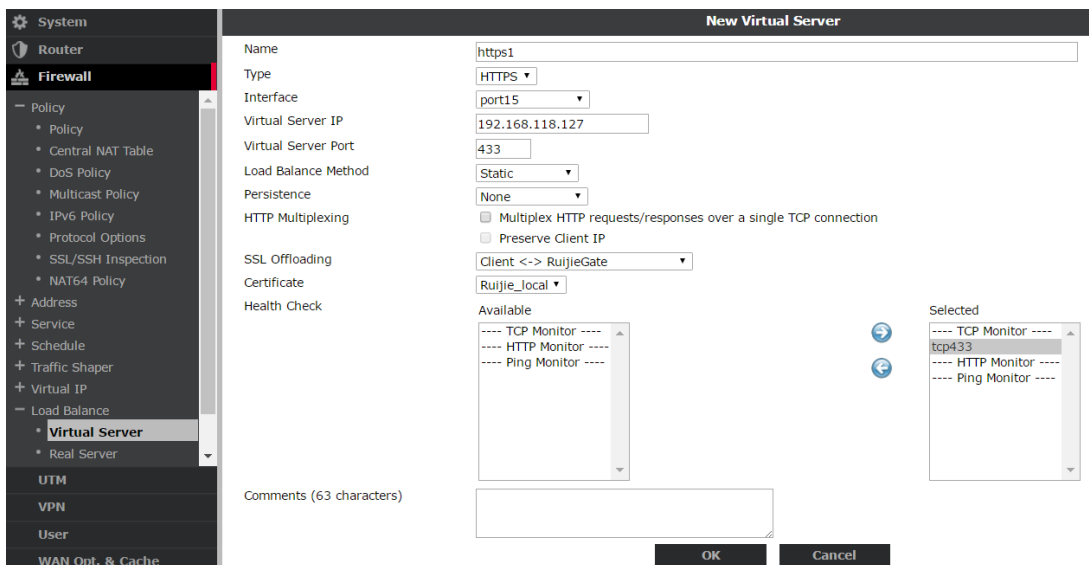 System
Router
Firewall
Policy
Policy
Central NAT Table
DoS Policy
Multicast Policy
IPv6 Policy
Protocol Options
SSL/SSH Inspection
NAT64 Policy
Address
Service
Schedule
Traffic Shaper
Virtual IP
Load Balance
Virtual Server
Real Server
UTM
VPN
User
WAN Opt. & Cache
New Virtual Server
Name https1
Type HTTPS
Interface port15
Virtual Server IP 192.168.118.127
Virtual Server Port 433
Load Balance Method Static
Persistence None
HTTP Multiplexing Multiplex HTTP requests/responses over a single TCP connection
Preserve Client IP
SSL Offloading Client <-> RuijieGate
Certificate Ruijie_local
Health Check
Available
---- TCP Monitor ----
---- HTTP Monitor ----
---- Ping Monitor ----
Selected
---- TCP Monitor ----
tcp433
---- HTTP Monitor ----
---- Ping Monitor ----
Comments (63 characters)
OK Cancel